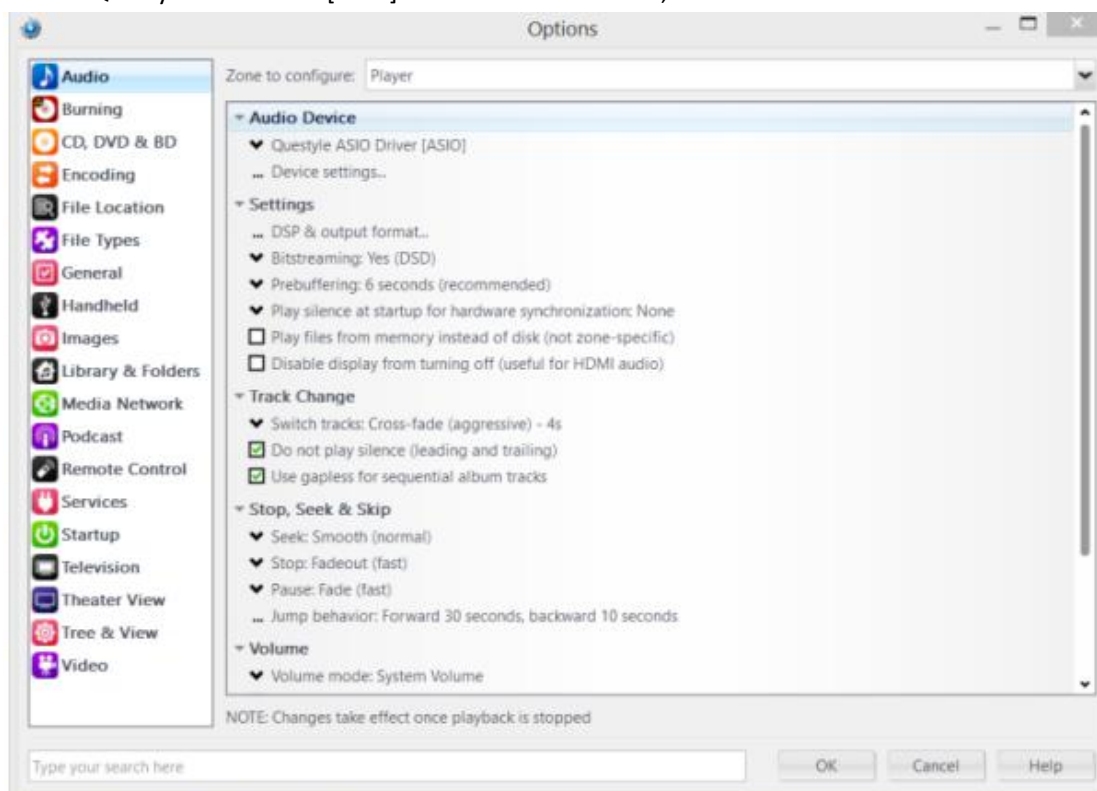 Options
Zone to configure: Player
Audio
Burning
CD, DVD & BD
Encoding
File Location
File Types
General
Handheld
Images
Library & Folders
Media Network
Podcast
Remote Control
Services
Startup
Television
Theater View
Tree & View
Video
Audio Device
Questyle ASIO Driver [ASIO]
... Device settings...
Settings
... DSP & output format...
Bitstreaming: Yes (DSD)
Prebuffering: 6 seconds (recommended)
Play silence at startup for hardware synchronization: None
Play files from memory instead of disk (not zone-specific)
Disable display from turning off (useful for HDMI audio)
Track Change
Switch tracks: Cross-fade (aggressive) - 4s
Do not play silence (leading and trailing)
Use gapless for sequential album tracks
Stop, Seek & Skip
Seek: Smooth (normal)
Stop: Fadeout (fast)
Pause: Fade (fast)
... Jump behavior: Forward 30 seconds, backward 10 seconds
Volume
Volume mode: System Volume
NOTE: Changes take effect once playback is stopped
Type your search here
OK Cancel Help